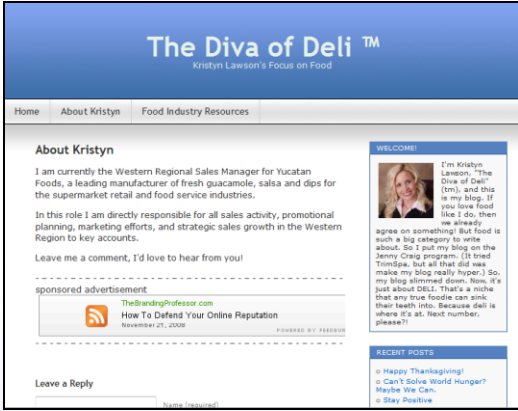 The Diva of Deli ™
Kristyn Lawson's Focus on Food
Home About Kristyn Food Industry Resources
About Kristyn
I am currently the Western Regional Sales Manager for Yucatan
Foods, a leading manufacturer of fresh guacamole, salsa and dips for
the supermarket retail and food service industries.
In this role I am directly responsible for all sales activity, promotional
planning, marketing efforts, and strategic sales growth in the Western
Region to key accounts.
Leave me a comment, I'd love to hear from you!
sponsored advertisement
TheBrandingProfessor.com
How To Defend Your Online Reputation
November 21, 2008
POWERED BY
Leave a Reply
Name (required)
WELCOME!
I'm Kristyn
Lawson, "The
Diva of Deli"
(tm), and this
is my blog. If
you love food
like I do, then
we already
agree on something! But food is
such a big category to write
about. So I put my blog on the
Jenny Craig program. (It tried
TrimSpa, but all that did was
make my blog really hyper.) So,
my blog slimmed down. Now, it's
just about DELI. That's a niche
that any true foodie can sink
their teeth into. Because deli is
where it's at. Next number,
please?!
RECENT POSTS
Happy Thanksgiving!
Can't Solve World Hunger?
Maybe We Can.
Stay Positive